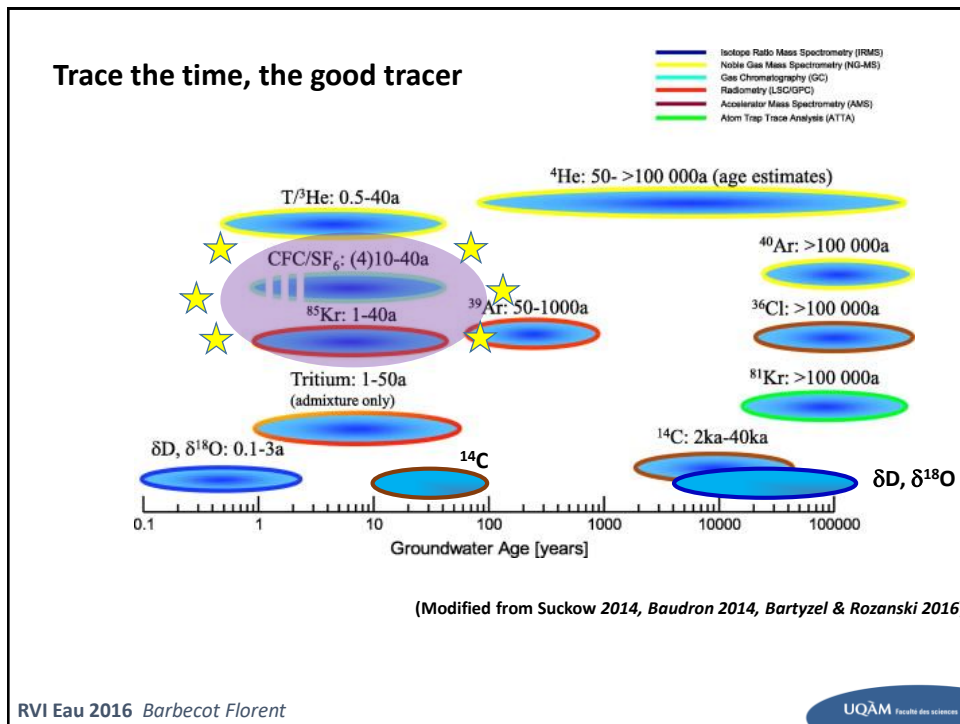 Trace the time, the good tracer
Isotope Ratio Mass Spectrometry (IRMS)
Noble Gas Mass Spectrometry (NG-MS)
Gas Chromatography (GC)
Radiometry (LSC/GPC)
Accelerator Mass Spectrometry (AMS)
Atom Trap Trace Analysis (ATTA)
⁴He: 50- >100 000a (age estimates)
T/³He: 0.5-40a
⁴⁰Ar: >100 000a
CFC/SF₆: (4)10-40a
³⁹Ar: 50-1000a
³⁶Cl: >100 000a
⁸⁵Kr: 1-40a
⁸¹Kr: >100 000a
Tritium: 1-50a
(admixture only)
¹⁴C: 2ka-40ka
δD, δ¹⁸O: 0.1-3a
¹⁴C
δD, δ¹⁸O
0.1 1 10 100 1000 10000 100000
Groundwater Age [years]
(Modified from Suckow 2014, Baudron 2014, Bartyzel & Rozanski 2016)
RVI Eau 2016 Barbecot Florent
UQÀM Faculté des sciences